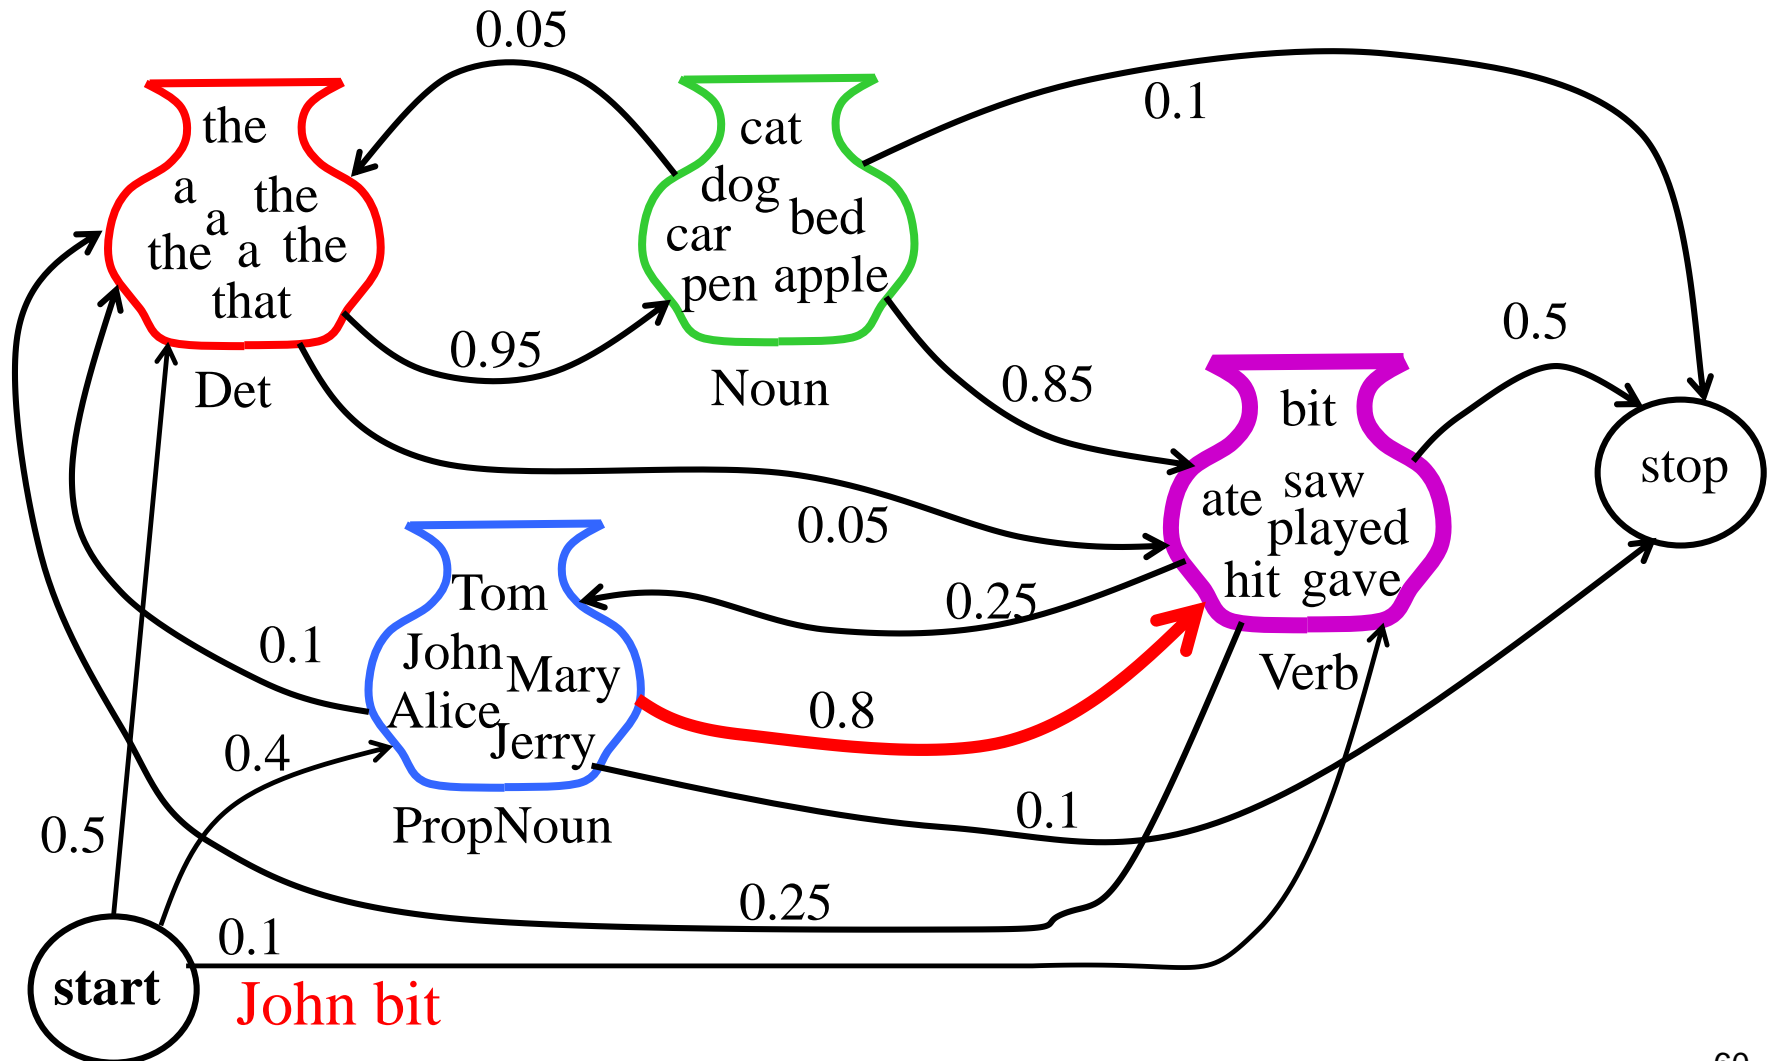 0.05
0.1
the
a the
a
the a the
that
Det
cat
dog
bed
car
pen apple
Noun
0.95
0.85
0.5
bit
saw
ate
played
hit gave
Verb
stop
0.05
0.25
Tom
John
Mary
Alice
Jerry
PropNoun
0.1
0.8
0.4
0.1
0.5
0.25
0.1
start
John bit